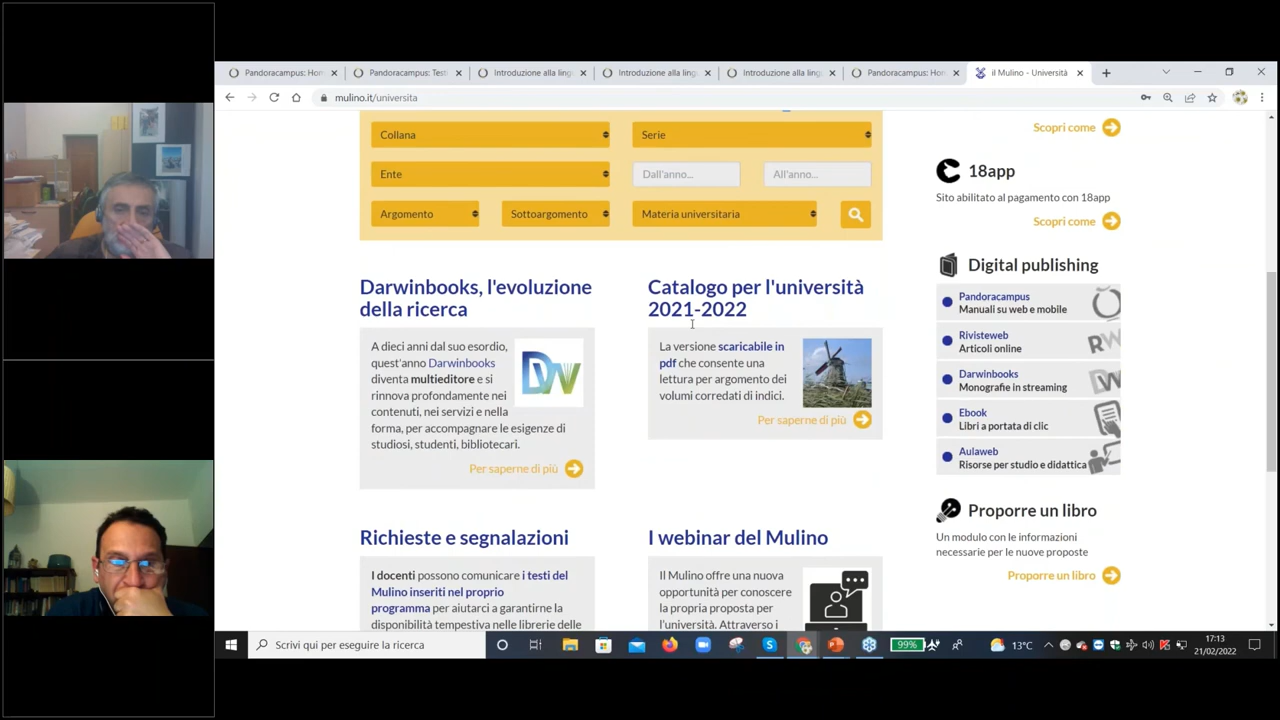 Pandoracampus: Hom
Pandoracampus: Testi
Introduzione alla lingu
Introduzione alla lingu
Introduzione alla lingu
Pandoracampus: Hom
il Mulino - Università
mulino.it/universita
Collana
Serie
Ente
Dall'anno...
All'anno...
Argomento
Sottoargomento
Materia universitaria
Darwinbooks, l'evoluzione
della ricerca
A dieci anni dal suo esordio,
quest'anno Darwinbooks
diventa multieditore e si
rinnova profondamente nei
contenuti, nei servizi e nella
forma, per accompagnare le esigenze di
studiosi, studenti, bibliotecari.
Per saperne di più
DW
Catalogo per l'università
2021-2022
La versione scaricabile in
pdf che consente una
lettura per argomento dei
volumi corredati di indici.
Per saperne di più
Richieste e segnalazioni
I docenti possono comunicare i testi del
Mulino inseriti nel proprio
programma per aiutarci a garantirne la
disponibilità tempestiva nelle librerie delle
I webinar del Mulino
Il Mulino offre una nuova
opportunità per conoscere
la propria proposta per
l'università. Attraverso i
Scopri come
18app
Sito abilitato al pagamento con 18app
Scopri come
Digital publishing
Pandoracampus
Manuali su web e mobile
Rivisteweb
Articoli online
RW
Darwinbooks
Monografie in streaming
DW
Ebook
Libri a portata di clic
Aulaweb
Risorse per studio e didattica
Proporre un libro
Un modulo con le informazioni
necessarie per le nuove proposte
Proporre un libro
Scrivi qui per eseguire la ricerca
99%
13°C
17:13
21/02/2022